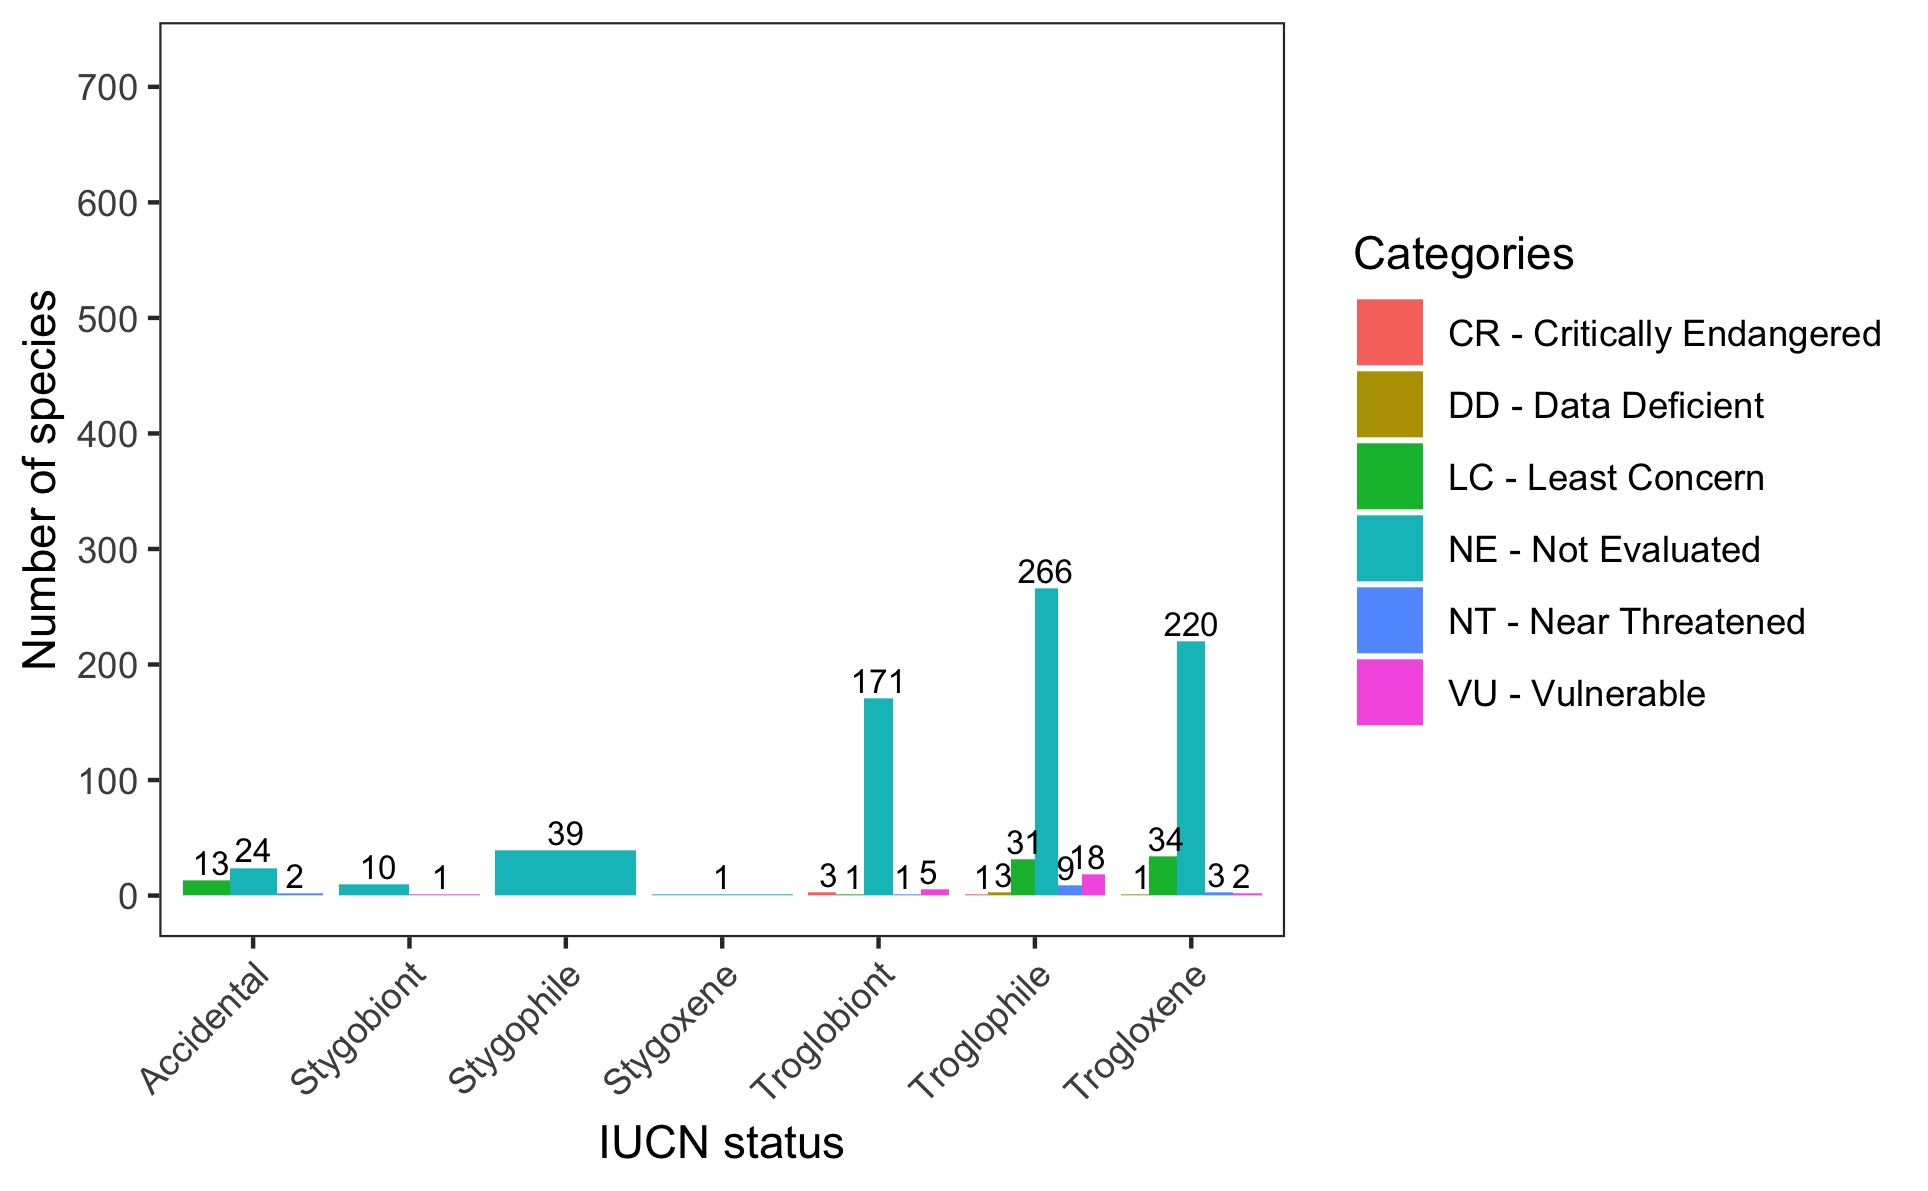 700
600
500
400
300
200
100
0
Number of species
13 24 2
10 1
39
1
3 1 171 1 5
1 3 31 266 9 18
1 34 220 3 2
Accidental
Stygobiont
Stygophile
Stygoxene
Troglobiont
Troglophile
Trogloxene
IUCN status
Categories
CR - Critically Endangered
DD - Data Deficient
LC - Least Concern
NE - Not Evaluated
NT - Near Threatened
VU - Vulnerable